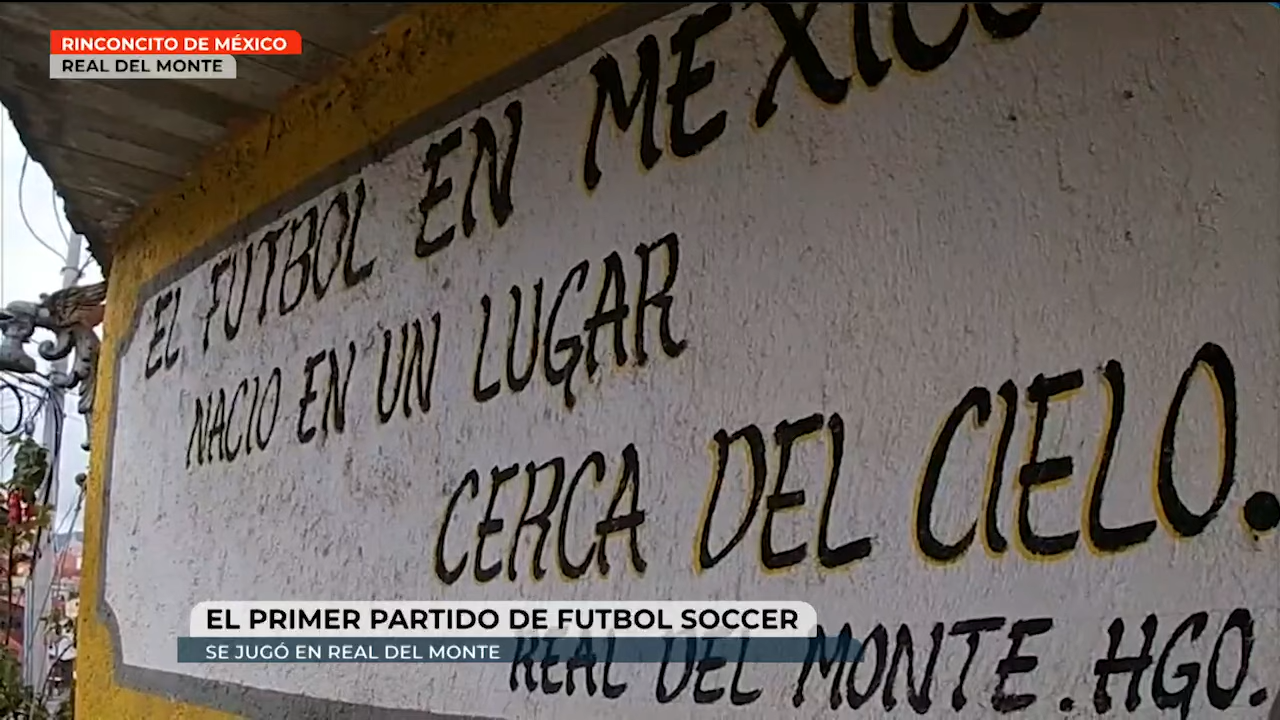 RINCONCITO DE MÉXICO
REAL DEL MONTE
EL FUTBOL EN MEXICO
NACIO EN UN LUGAR
CERCA DEL CIELO.
EL PRIMER PARTIDO DE FUTBOL SOCCER
SE JUGÓ EN REAL DEL MONTE
REAL DEL MONTE. HGO.